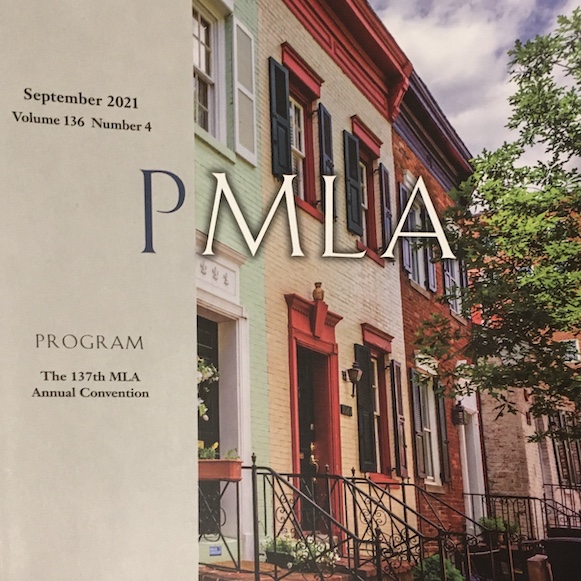 September 2021
Volume 136 Number 4
PMLA
PROGRAM
The 137th MLA
Annual Convention